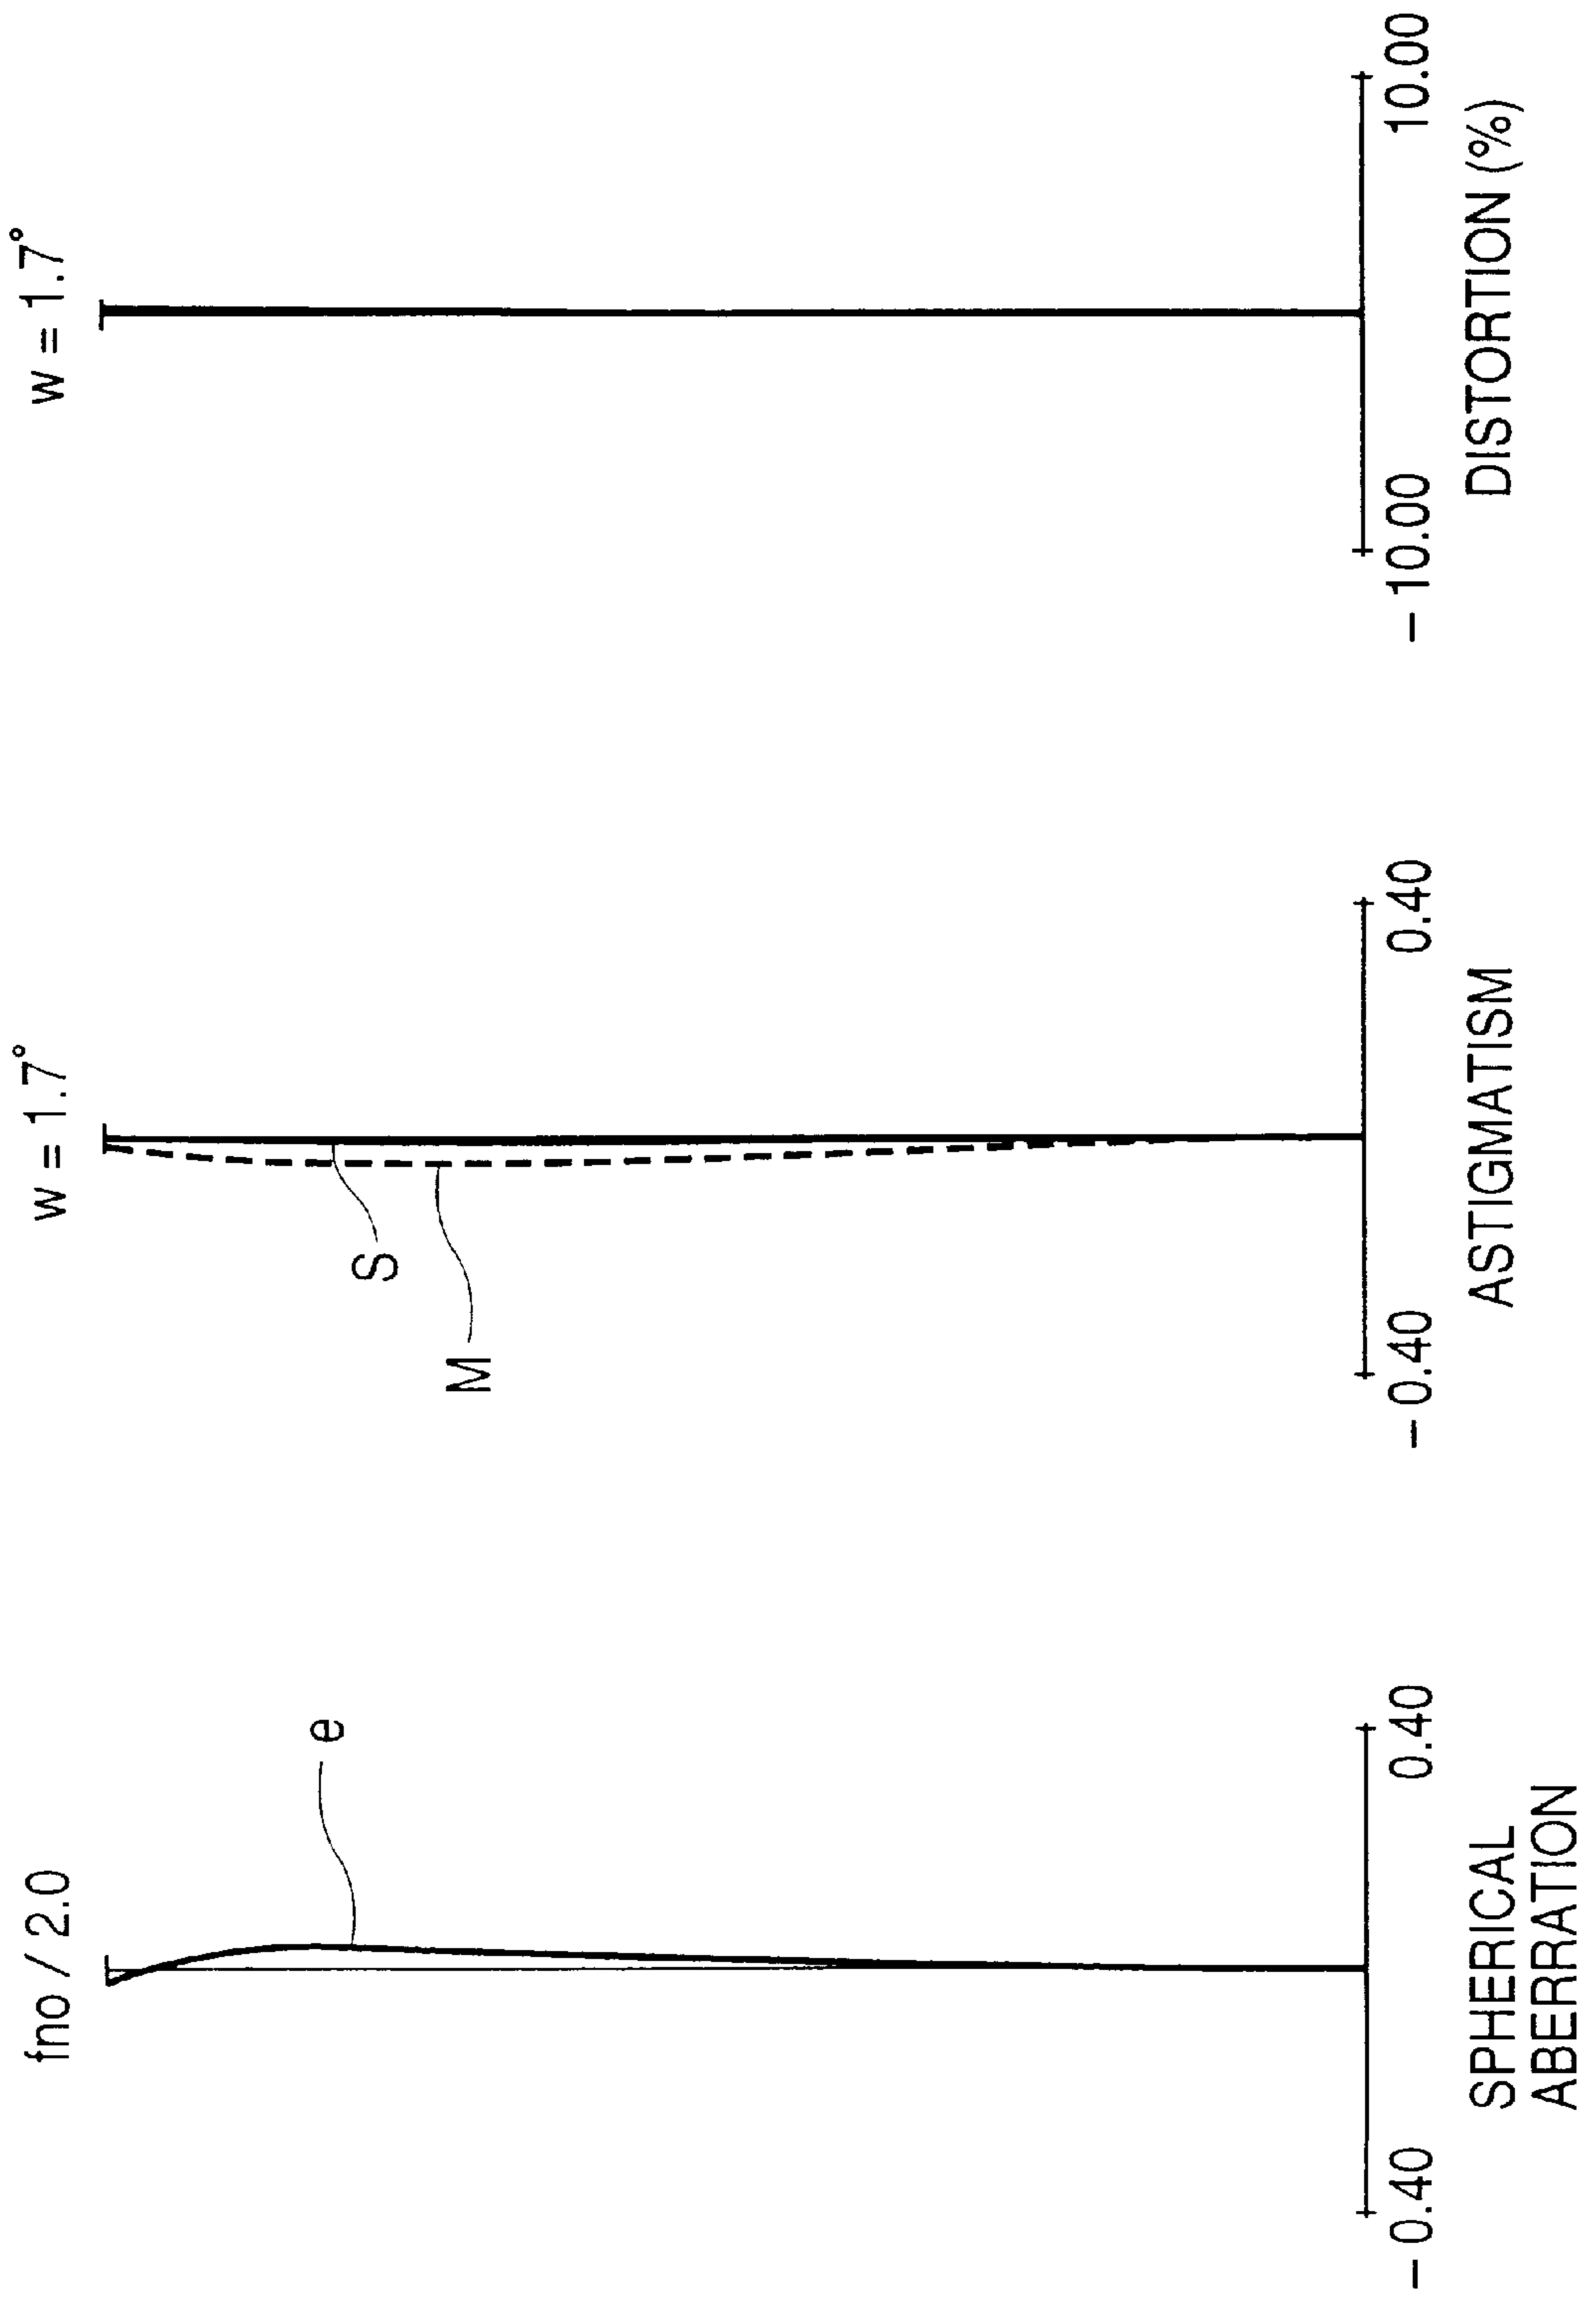 fno / 2.0
e
– 0.40
0.40
SPHERICAL
ABERRATION
w = 1.7°
S
M
– 0.40
0.40
ASTIGMATISM
w = 1.7°
– 10.00
10.00
DISTORTION (%)